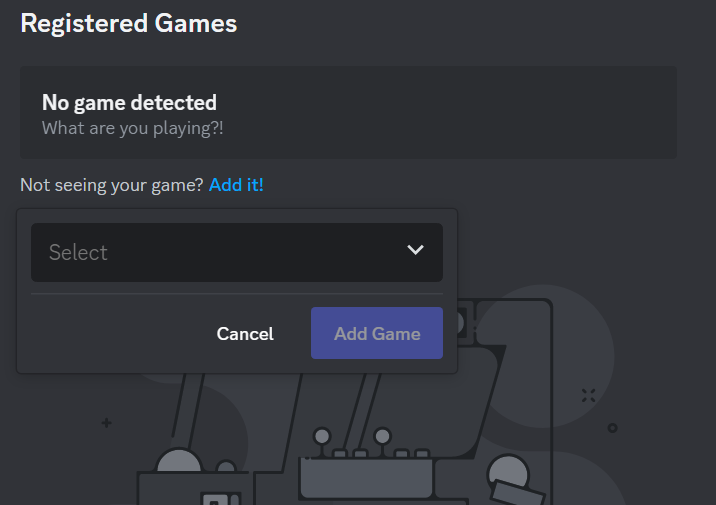 Registered Games
No game detected
What are you playing?!
Not seeing your game? Add it!
Select
Cancel
Add Game